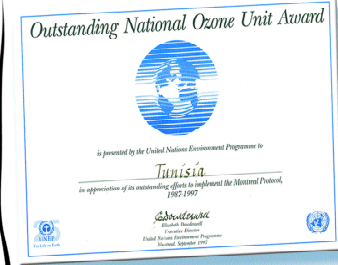 Outstanding National Ozone Unit Award
is presented by the United Nations Environment Programme to
Tunisia
in appreciation of its outstanding efforts to implement the Montreal Protocol,
1987-1997
Elizabeth Dowdeswell
Executive Director
United Nations Environment Programme
Montreal, September 1997
UNEP